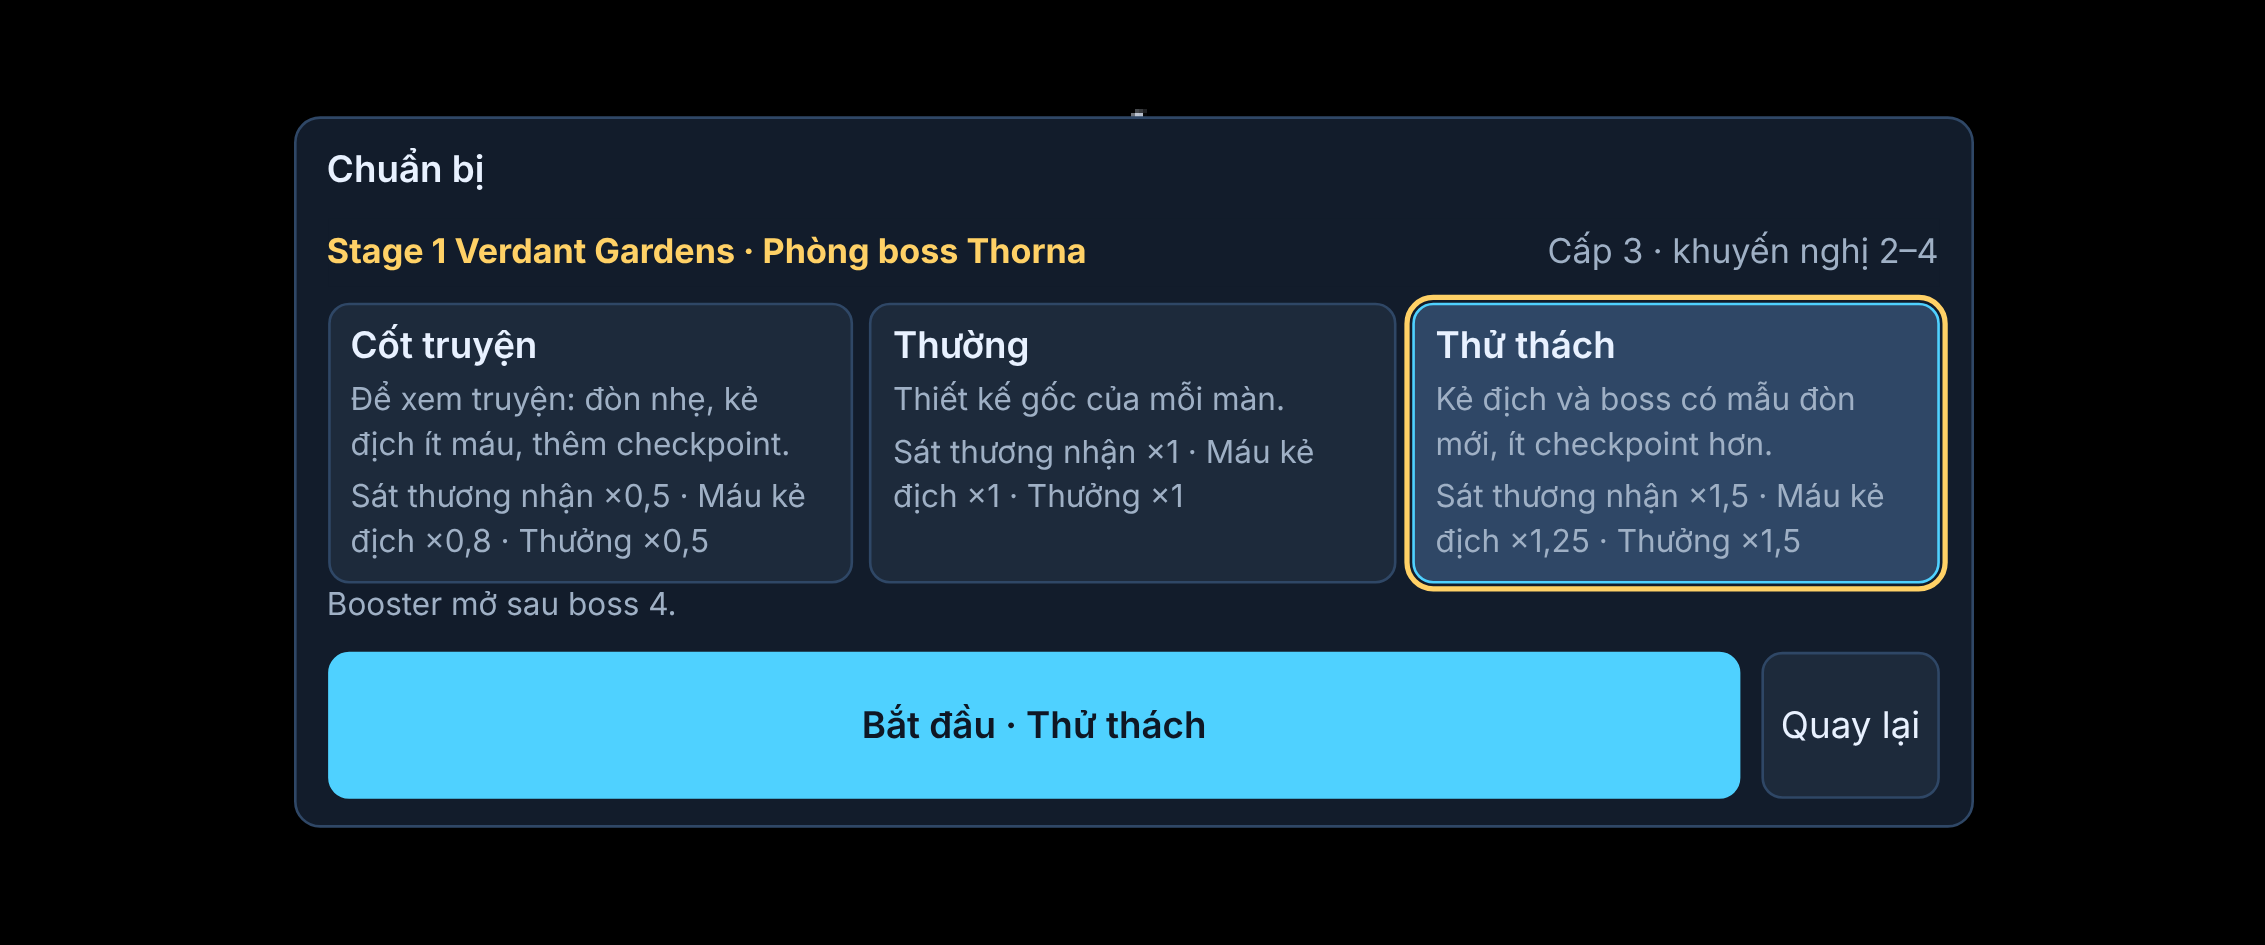 Chuẩn bị
Stage 1 Verdant Gardens · Phòng boss Thorna
Cấp 3 · khuyến nghị 2–4
Cốt truyện
Để xem truyện: đòn nhẹ, kẻ
địch ít máu, thêm checkpoint.
Sát thương nhận ×0,5 · Máu kẻ
địch ×0,8 · Thưởng ×0,5
Thường
Thiết kế gốc của mỗi màn.
Sát thương nhận ×1 · Máu kẻ
địch ×1 · Thưởng ×1
Thử thách
Kẻ địch và boss có mẫu đòn
mới, ít checkpoint hơn.
Sát thương nhận ×1,5 · Máu kẻ
địch ×1,25 · Thưởng ×1,5
Booster mở sau boss 4.
Bắt đầu · Thử thách
Quay lại